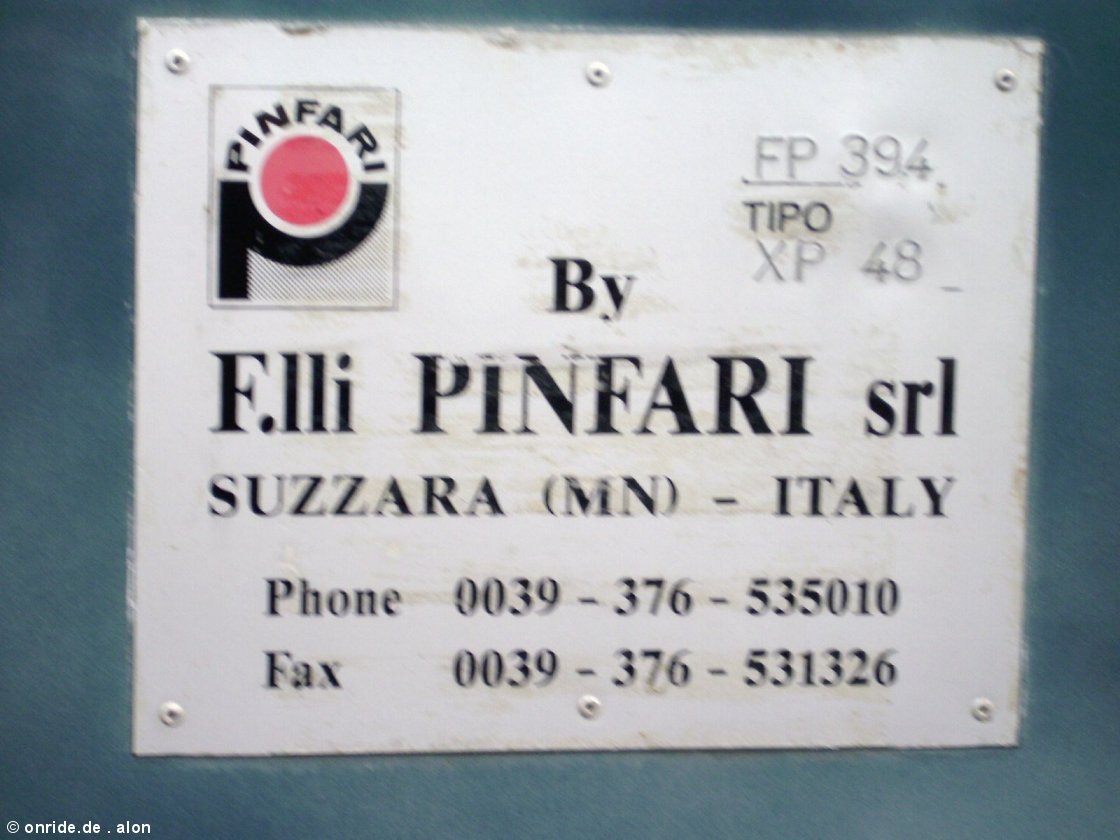 PINFARI
FP 394
TIPO
XP 48
By
F.lli PINFARI srl
SUZZARA (MN) - ITALY
Phone 0039 - 376 - 535010
Fax 0039 - 376 - 531326
© onride.de . alon